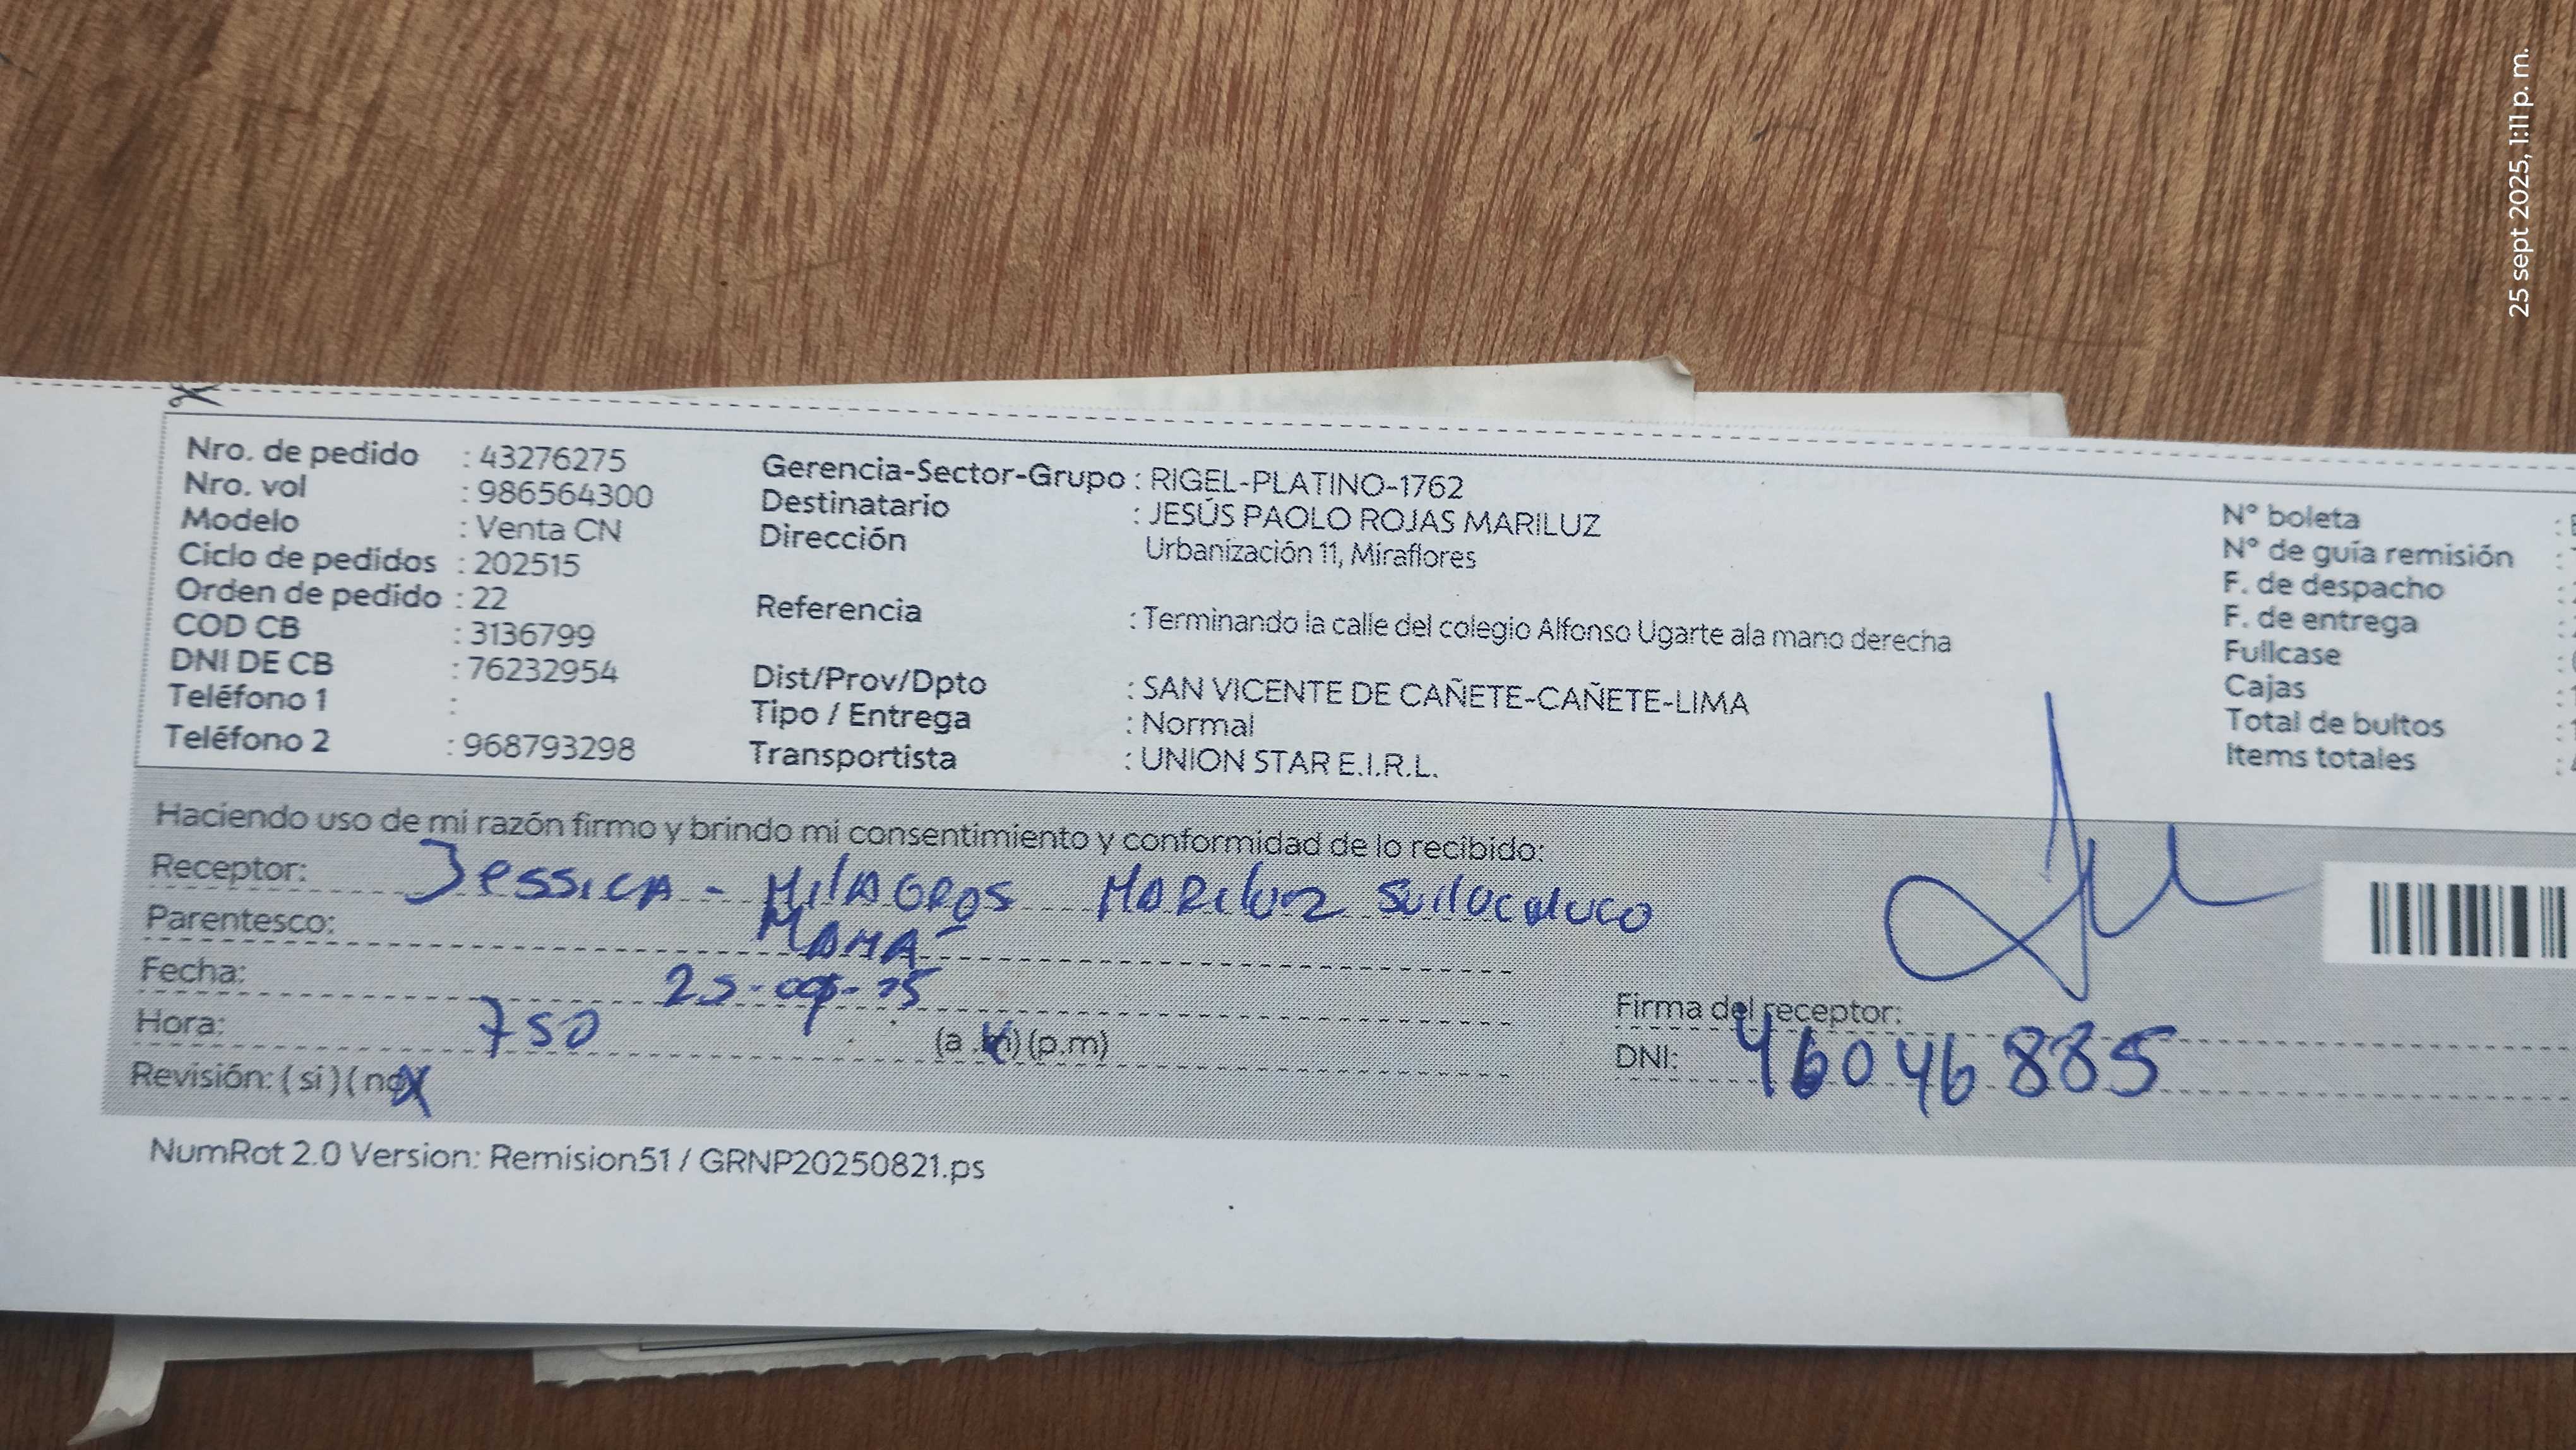 25 sept 2025, 1:11 p. m.
Nro. de pedido : 43276275
Nro. vol : 986564300
Modelo : Venta CN
Ciclo de pedidos : 202515
Orden de pedido : 22
COD CB : 3136799
DNI DE CB : 76232954
Teléfono 1 :
Teléfono 2 : 968793298
Gerencia-Sector-Grupo : RIGEL-PLATINO-1762
Destinatario : JESÚS PAOLO ROJAS MARILUZ
Dirección Urbanización 11, Miraflores
Referencia : Terminando la calle del colegio Alfonso Ugarte ala mano derecha
Dist/Prov/Dpto : SAN VICENTE DE CAÑETE-CAÑETE-LIMA
Tipo / Entrega : Normal
Transportista : UNION STAR E.I.R.L.
N° boleta :
N° de guía remisión :
F. de despacho :
F. de entrega :
Fullcase :
Cajas :
Total de bultos :
Items totales :
Haciendo uso de mi razón firmo y brindo mi consentimiento y conformidad de lo recibido:
Receptor: Jessica - Milagros Mariluz
Parentesco: MAMÁ
Fecha: 25-09-25
Hora: 750 (a.m) (p.m)
Revisión: ( si ) ( no )
Firma del receptor:
DNI: 46046885
NumRot 2.0 Version: Remision51 / GRNP20250821.ps